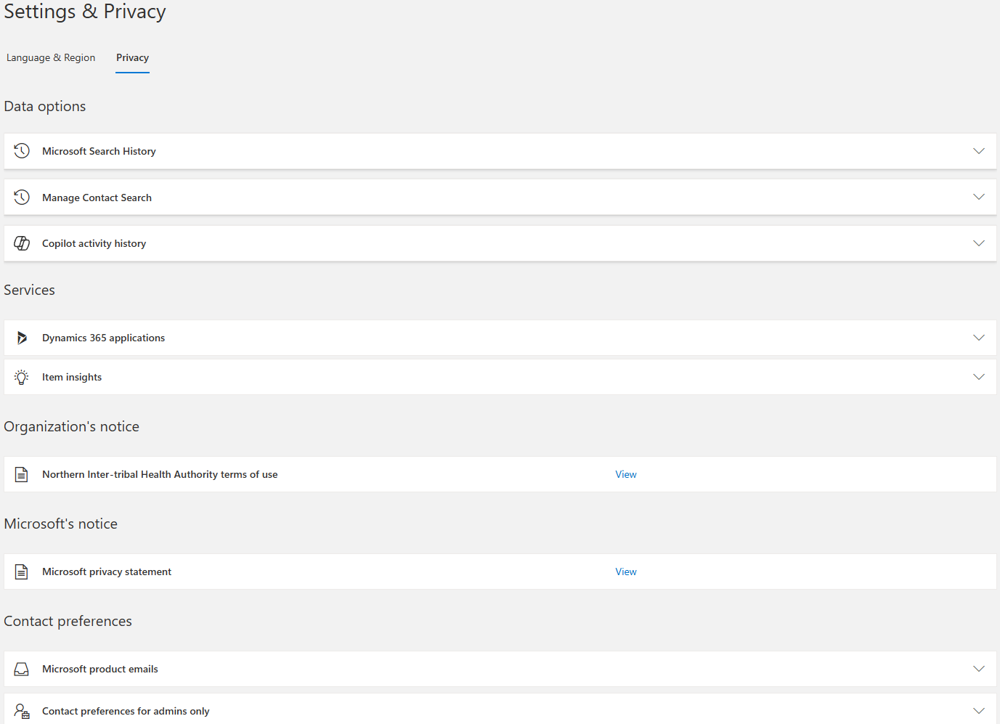 Settings & Privacy
Language & Region Privacy
Data options
Microsoft Search History
Manage Contact Search
Copilot activity history
Services
Dynamics 365 applications
Item insights
Organization's notice
Northern Inter-tribal Health Authority terms of use View
Microsoft's notice
Microsoft privacy statement View
Contact preferences
Microsoft product emails
Contact preferences for admins only